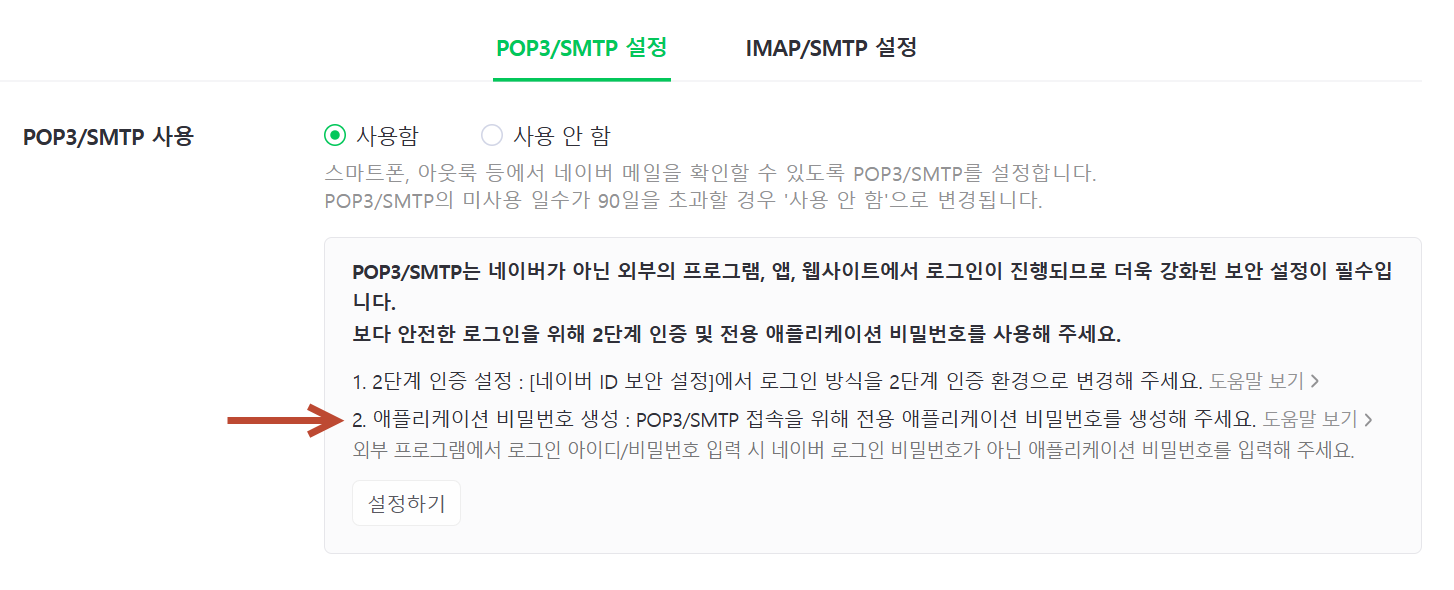 POP3/SMTP 설정 IMAP/SMTP 설정
POP3/SMTP 사용 사용함 사용 안 함
스마트폰, 아웃룩 등에서 네이버 메일을 확인할 수 있도록 POP3/SMTP를 설정합니다.
POP3/SMTP의 미사용 일수가 90일을 초과할 경우 '사용 안 함'으로 변경됩니다.
POP3/SMTP는 네이버가 아닌 외부의 프로그램, 앱, 웹사이트에서 로그인이 진행되므로 더욱 강화된 보안 설정이 필수입
니다.
보다 안전한 로그인을 위해 2단계 인증 및 전용 애플리케이션 비밀번호를 사용해 주세요.
1. 2단계 인증 설정 : [네이버 ID 보안 설정]에서 로그인 방식을 2단계 인증 환경으로 변경해 주세요. 도움말 보기 >
2. 애플리케이션 비밀번호 생성 : POP3/SMTP 접속을 위해 전용 애플리케이션 비밀번호를 생성해 주세요. 도움말 보기 >
외부 프로그램에서 로그인 아이디/비밀번호 입력 시 네이버 로그인 비밀번호가 아닌 애플리케이션 비밀번호를 입력해 주세요.
설정하기